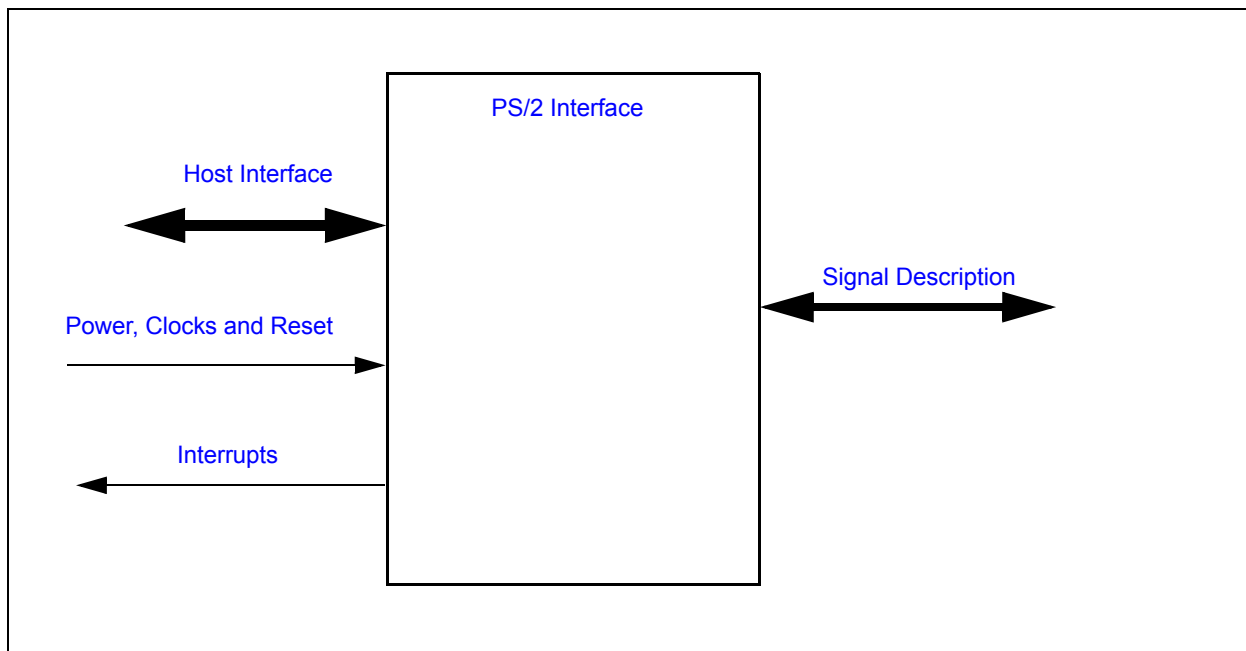 PS/2 Interface
Host Interface
Signal Description
Power, Clocks and Reset
Interrupts